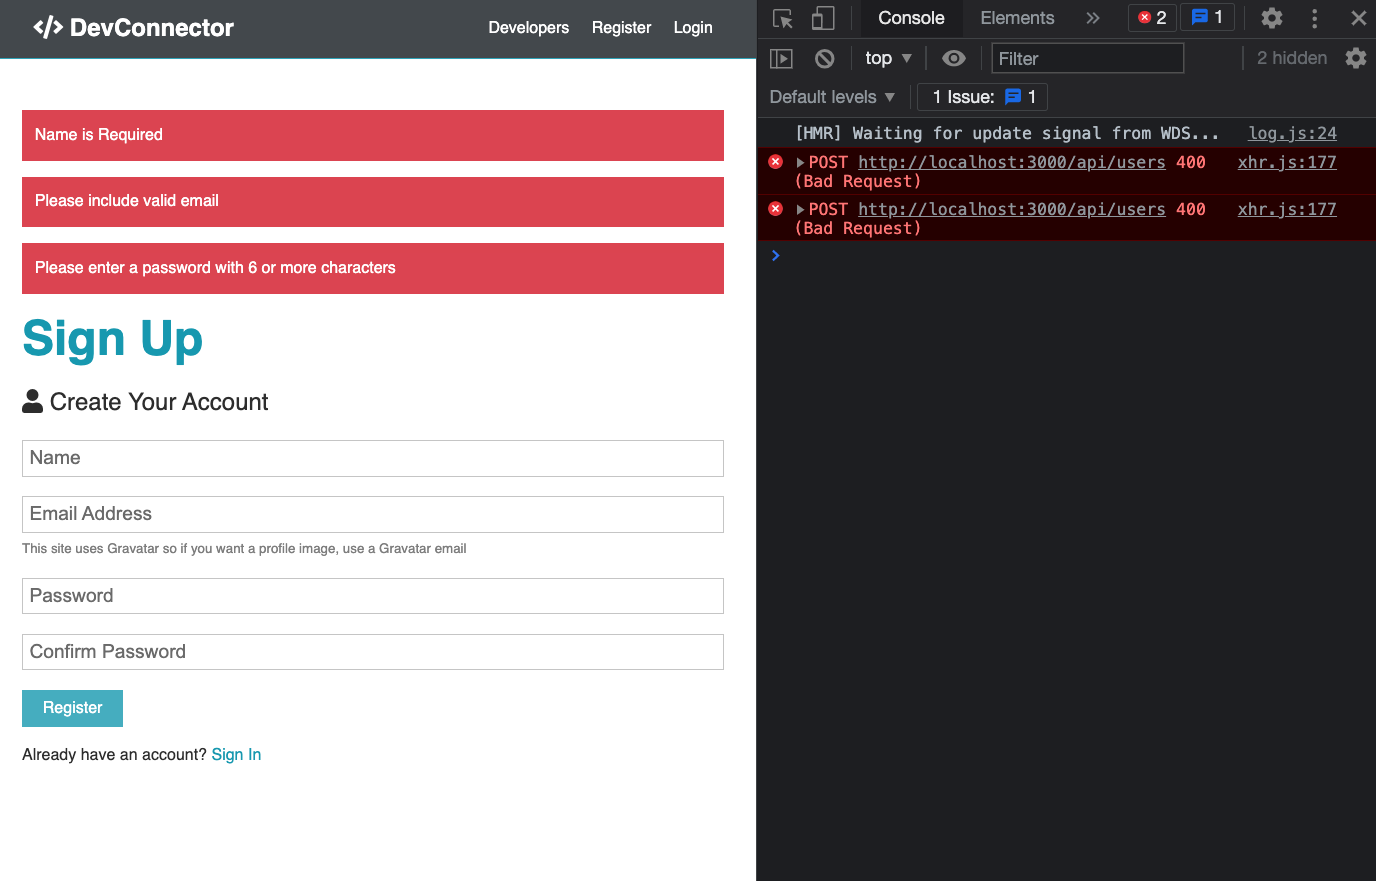 DevConnector
Developers Register Login
Name is Required
Please include valid email
Please enter a password with 6 or more characters
Sign Up
Create Your Account
Name
Email Address
This site uses Gravatar so if you want a profile image, use a Gravatar email
Password
Confirm Password
Register
Already have an account? Sign In
Console Elements 2 1
top Filter 2 hidden
Default levels 1 Issue: 1
[HMR] Waiting for update signal from WDS... log.js:24
POST http://localhost:3000/api/users 400 xhr.js:177
(Bad Request)
POST http://localhost:3000/api/users 400 xhr.js:177
(Bad Request)